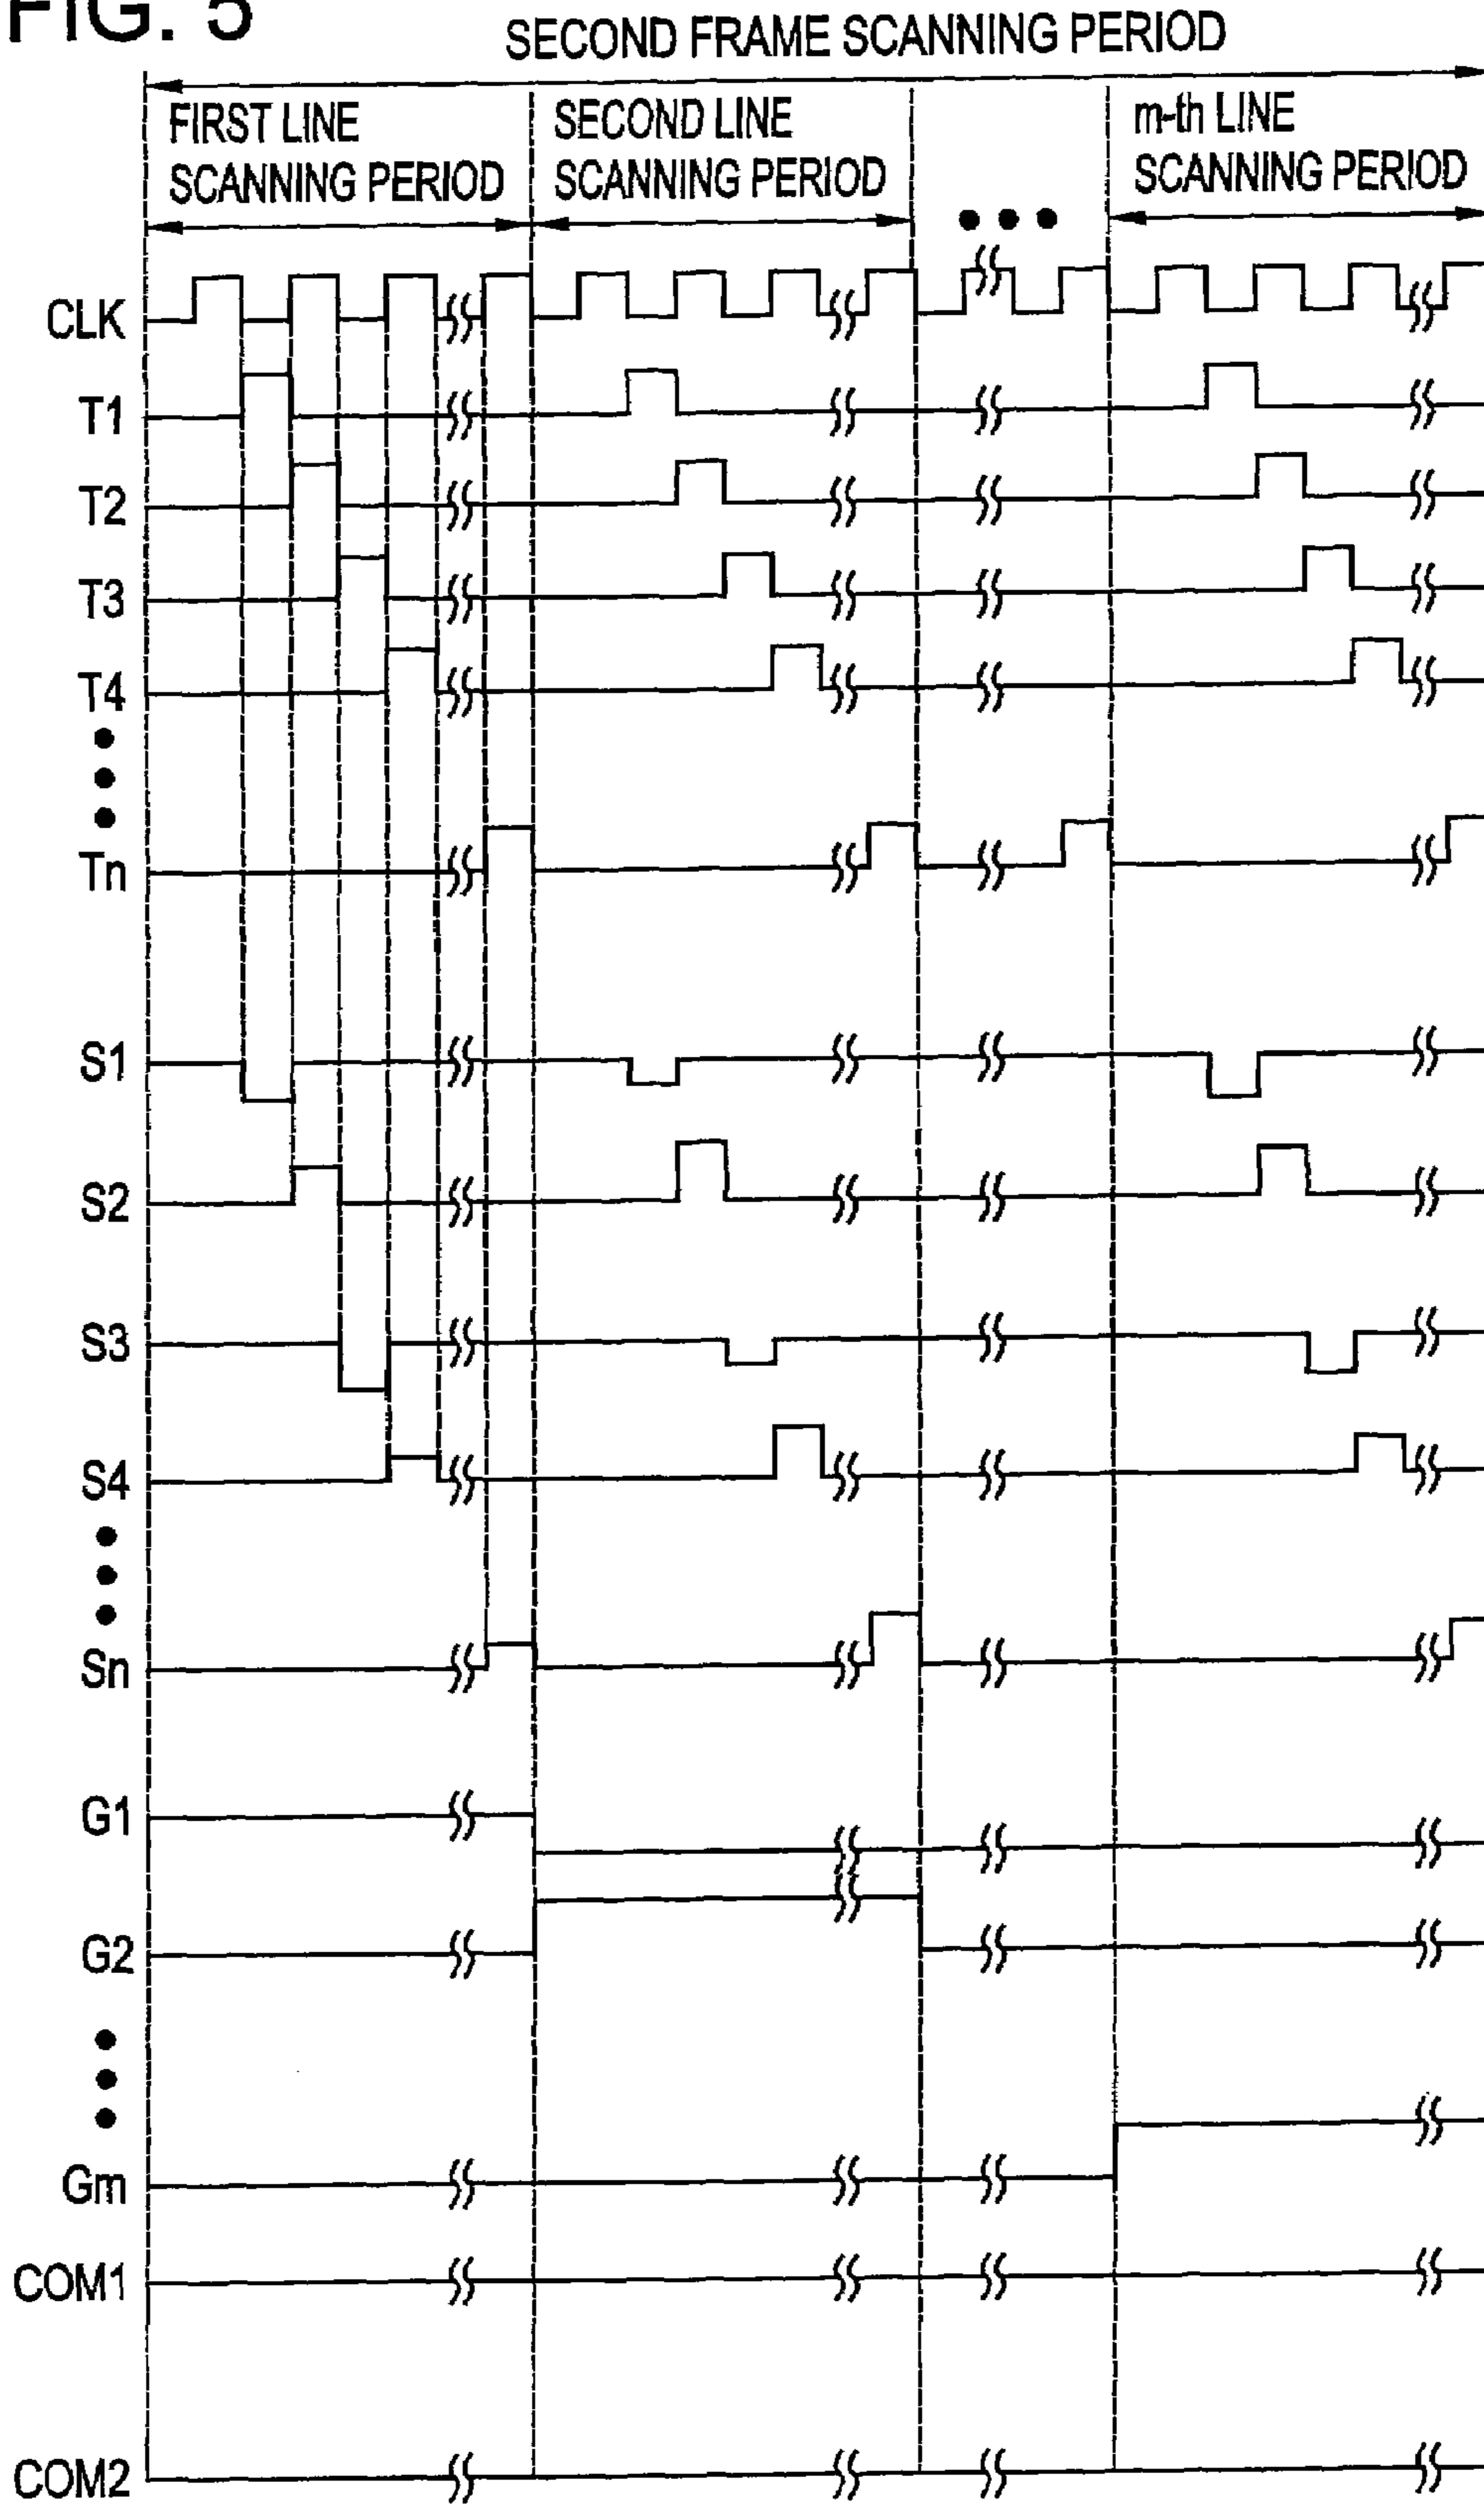 FIG. 5
SECOND FRAME SCANNING PERIOD
FIRST LINE
SCANNING PERIOD
SECOND LINE
SCANNING PERIOD
m-th LINE
SCANNING PERIOD
CLK
T1
T2
T3
T4
Tn
S1
S2
S3
S4
Sn
G1
G2
Gm
COM1
COM2